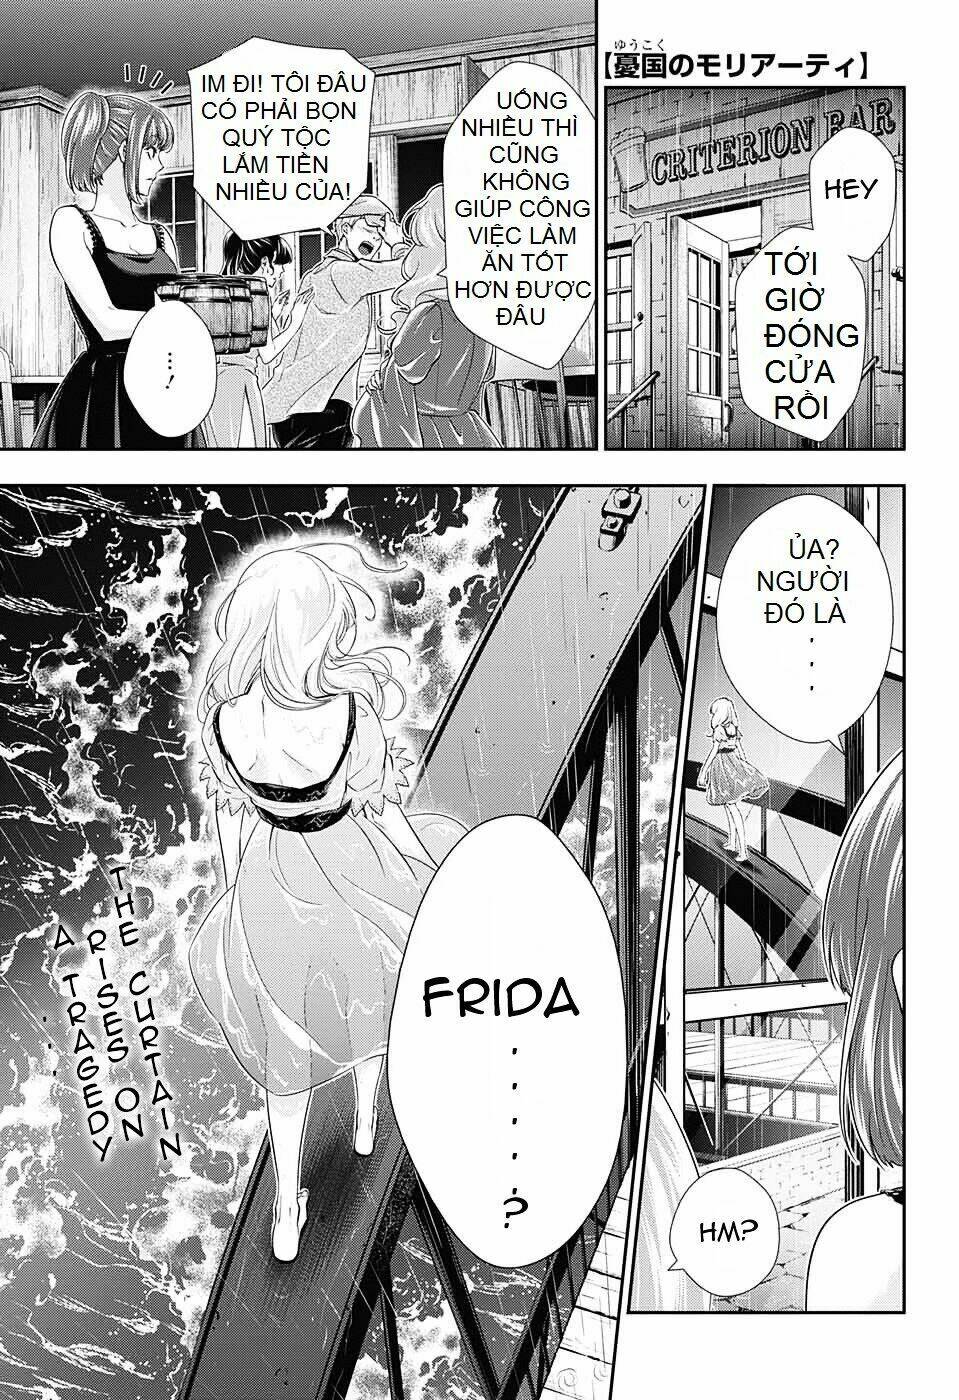 ゆうこく
【憂国のモリアーティ】
CRITERION BAR
HEY
TỚI
GIỜ
ĐÓNG
CỬA
RỒI
UỐNG
NHIỀU THÌ
CŨNG
KHÔNG
GIÚP CÔNG
VIỆC LÀM
ĂN TỐT
HƠN ĐƯỢC
ĐÂU
IM ĐI! TÔI ĐÂU
CÓ PHẢI BỌN
QUÝ TỘC
LẮM TIỀN
NHIỀU CỦA!
...
ỦA?
NGƯỜI
ĐÓ LÀ
...
HM?
FRIDA
....
?
THE CURTAIN
RISES ON
A TRAGEDY
...